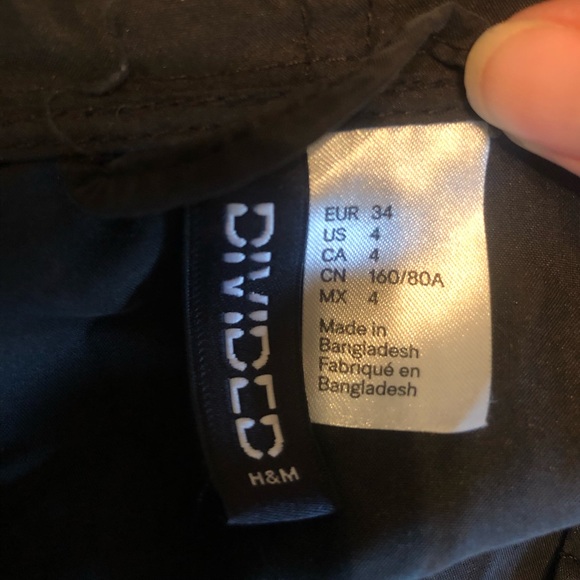 DIVIDED
H&M
EUR 34
US 4
CA 4
CN 160/80A
MX 4
Made in
Bangladesh
Fabriqué en
Bangladesh